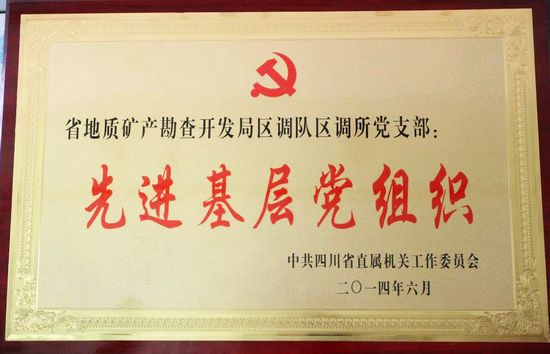 省地质矿产勘查开发局区调队区调所党支部：
先进基层党组织
中共四川省直属机关工作委员会
二〇一四年六月